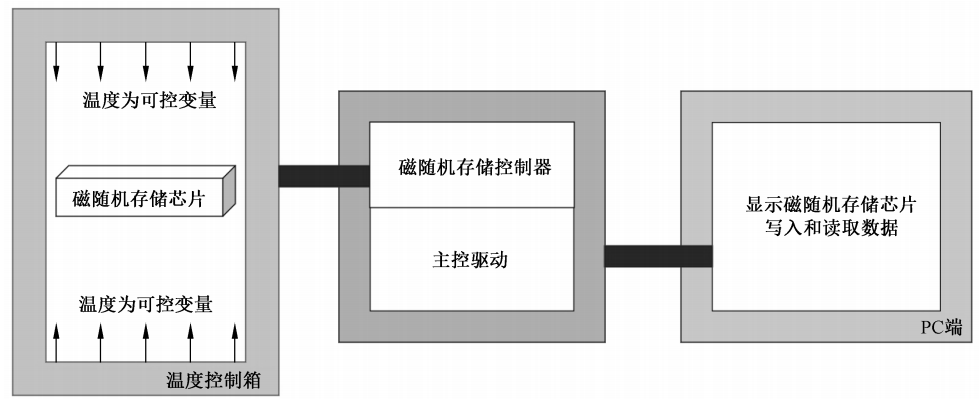 温度为可控变量
磁随机存储芯片
温度为可控变量
温度控制箱
磁随机存储控制器
主控驱动
显示磁随机存储芯片
写入和读取数据
PC端